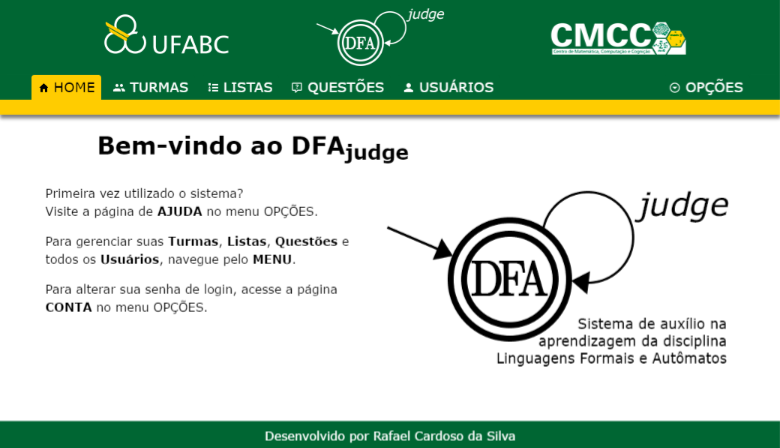 UFABC
DFA
judge
CMCC
Centro de Matemática, Computação e Cognição
HOME
TURMAS
LISTAS
QUESTÕES
USUÁRIOS
OPÇÕES
Bem-vindo ao DFAjudge
Primeira vez utilizado o sistema?
Visite a página de AJUDA no menu OPÇÕES.
Para gerenciar suas Turmas, Listas, Questões e
todos os Usuários, navegue pelo MENU.
Para alterar sua senha de login, acesse a página
CONTA no menu OPÇÕES.
judge
DFA
Sistema de auxílio na
aprendizagem da disciplina
Linguagens Formais e Autômatos
Desenvolvido por Rafael Cardoso da Silva